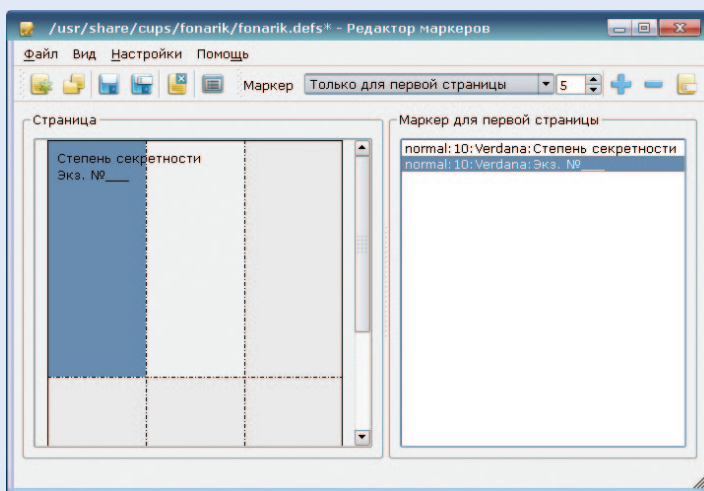 /usr/share/cups/fonarik/fonarik.defs* - Редактор маркеров
Файл Вид Настройки Помощь
Маркер Только для первой страницы 5
Страница
Степень секретности
Экз. №___
Маркер для первой страницы
normal:10:Verdana:Степень секретности
normal:10:Verdana:Экз. №___